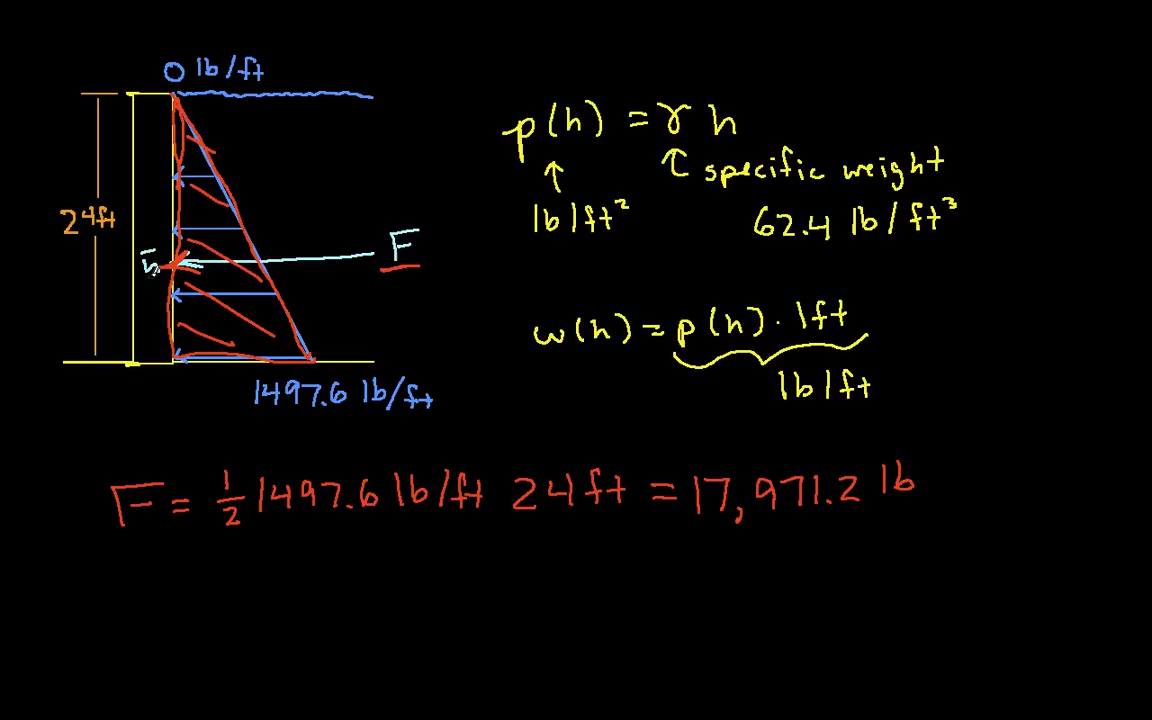 0 lb/ft
p(h) = γ h
↑ ↑ specific weight
lb/ft² 62.4 lb/ft³
24ft
F
w(h) = p(h) · 1ft
lb/ft
1497.6 lb/ft
F = 1/2 1497.6 lb/ft 24ft = 17,971.2 lb